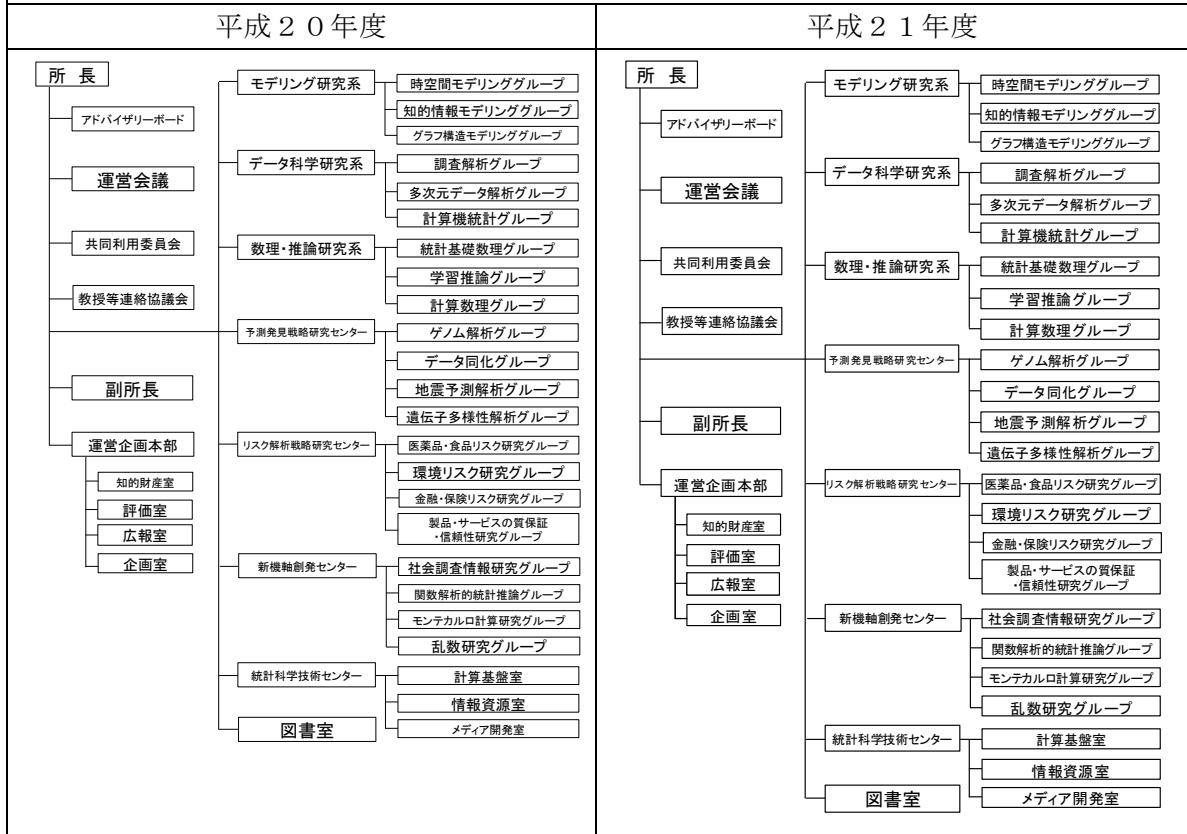 平成２０年度
所 長
アドバイザリーボード
運営会議
共同利用委員会
教授等連絡協議会
副所長
運営企画本部
知的財産室
評価室
広報室
企画室
モデリング研究系
時空間モデリンググループ
知的情報モデリンググループ
グラフ構造モデリンググループ
データ科学研究系
調査解析グループ
多次元データ解析グループ
計算機統計グループ
数理・推論研究系
統計基礎数理グループ
学習推論グループ
計算数理グループ
予測発見戦略研究センター
ゲノム解析グループ
データ同化グループ
地震予測解析グループ
遺伝子多様性解析グループ
リスク解析戦略研究センター
医薬品・食品リスク研究グループ
環境リスク研究グループ
金融・保険リスク研究グループ
製品・サービスの質保証
・信頼性研究グループ
新機軸創発センター
社会調査情報研究グループ
関数解析的統計推論グループ
モンテカルロ計算研究グループ
乱数研究グループ
統計科学技術センター
計算基盤室
情報資源室
メディア開発室
図書室
平成２１年度
所 長
アドバイザリーボード
運営会議
共同利用委員会
教授等連絡協議会
副所長
運営企画本部
知的財産室
評価室
広報室
企画室
モデリング研究系
時空間モデリンググループ
知的情報モデリンググループ
グラフ構造モデリンググループ
データ科学研究系
調査解析グループ
多次元データ解析グループ
計算機統計グループ
数理・推論研究系
統計基礎数理グループ
学習推論グループ
計算数理グループ
予測発見戦略研究センター
ゲノム解析グループ
データ同化グループ
地震予測解析グループ
遺伝子多様性解析グループ
リスク解析戦略研究センター
医薬品・食品リスク研究グループ
環境リスク研究グループ
金融・保険リスク研究グループ
製品・サービスの質保証
・信頼性研究グループ
新機軸創発センター
社会調査情報研究グループ
関数解析的統計推論グループ
モンテカルロ計算研究グループ
乱数研究グループ
統計科学技術センター
計算基盤室
情報資源室
メディア開発室
図書室